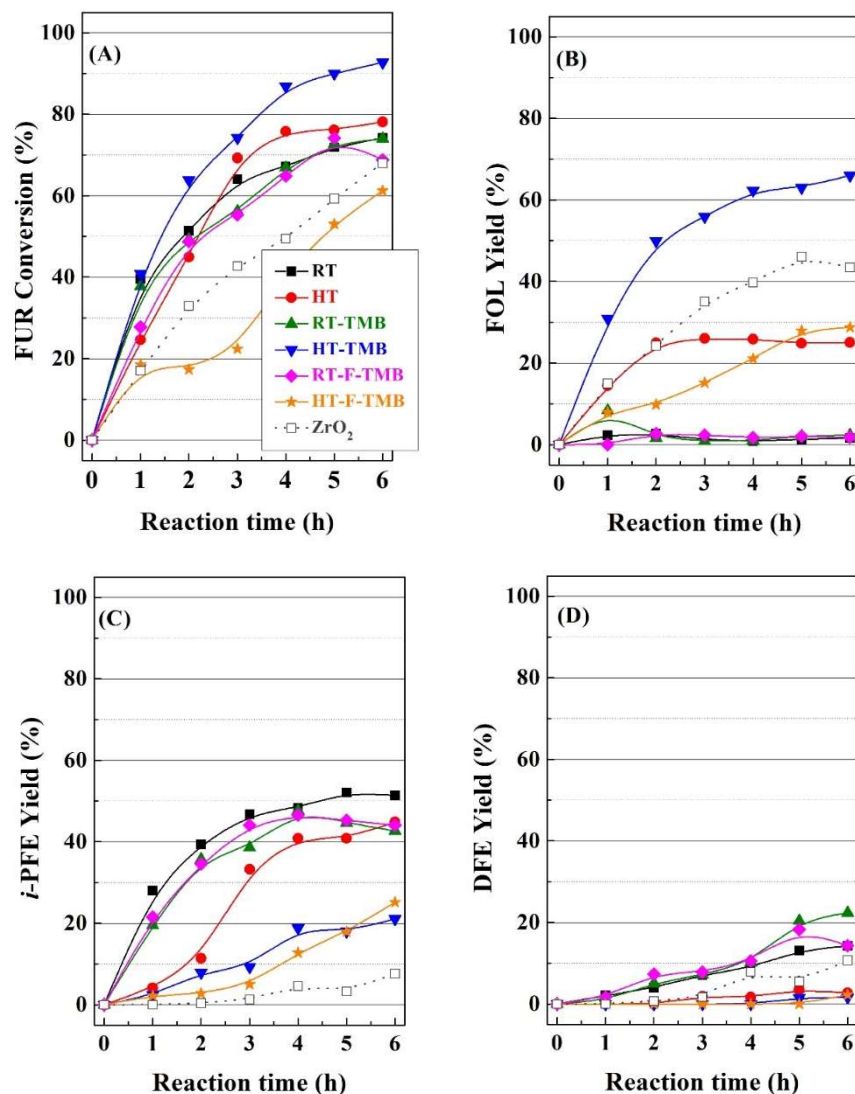 (A)
100
80
60
40
20
0
FUR Conversion (%)
0 1 2 3 4 5 6
Reaction time (h)
RT
HT
RT-TMB
HT-TMB
RT-F-TMB
HT-F-TMB
ZrO₂
(B)
100
80
60
40
20
0
FOL Yield (%)
0 1 2 3 4 5 6
Reaction time (h)
(C)
100
80
60
40
20
0
i-PFE Yield (%)
0 1 2 3 4 5 6
Reaction time (h)
(D)
100
80
60
40
20
0
DFE Yield (%)
0 1 2 3 4 5 6
Reaction time (h)